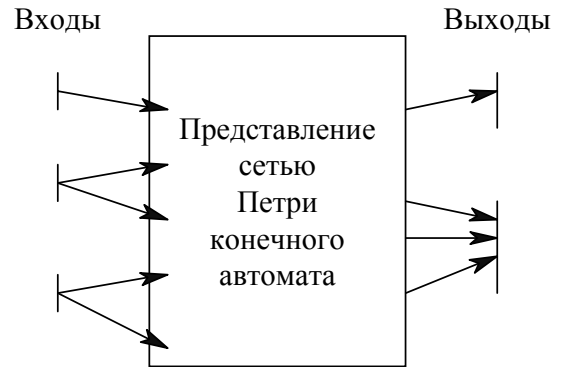 Входы
Выходы
Представление
сетью
Петри
конечного
автомата